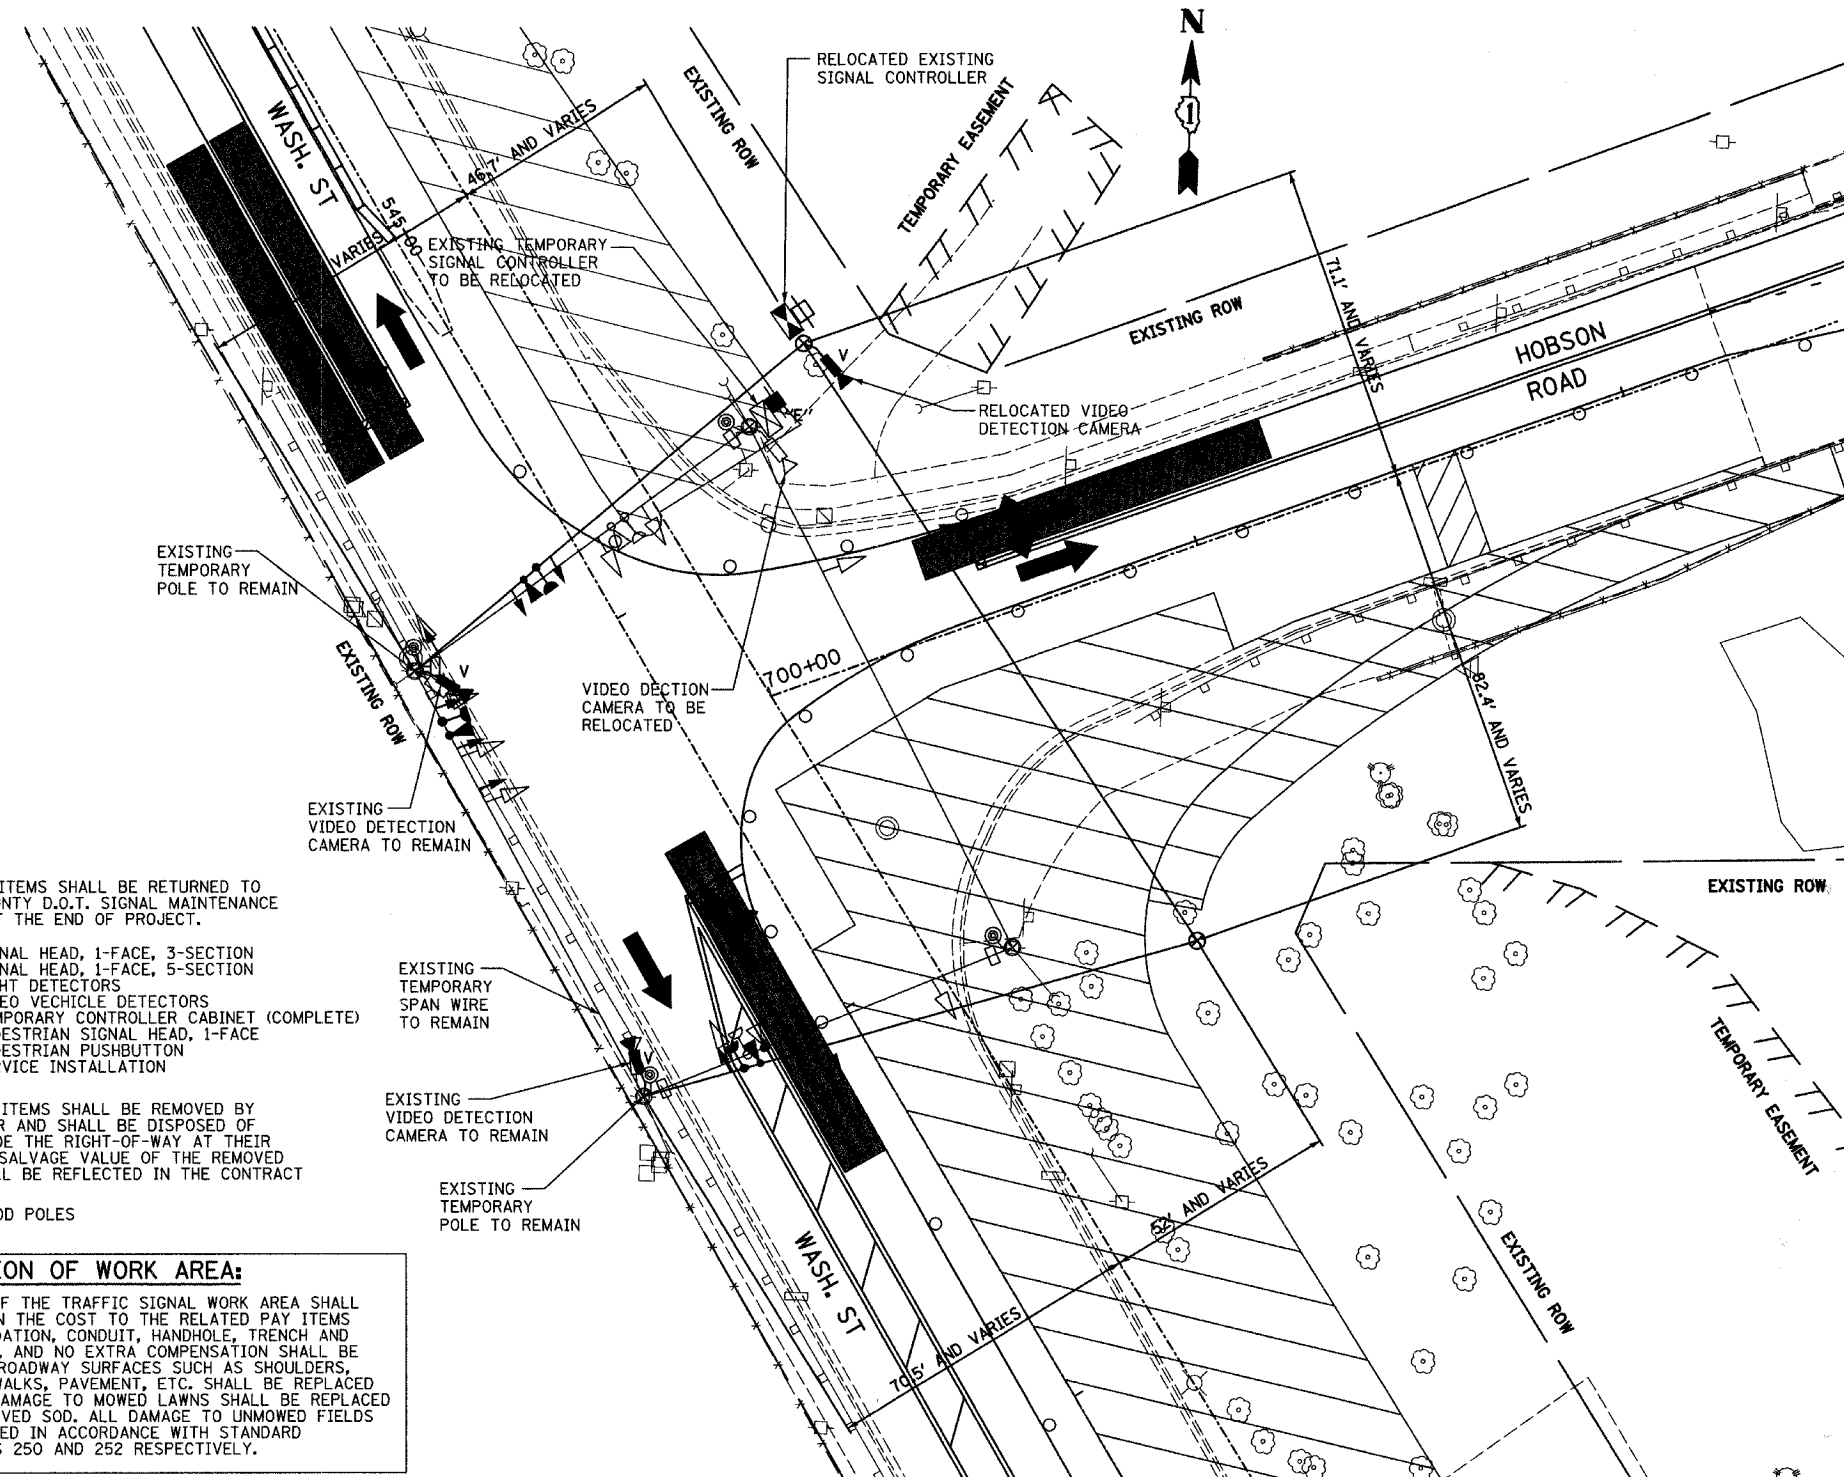 N
RELOCATED EXISTING
SIGNAL CONTROLLER
EXISTING ROW
TEMPORARY EASEMENT
WASH. ST
46.7' AND VARIES
545+00
VARIES
EXISTING TEMPORARY
SIGNAL CONTROLLER
TO BE RELOCATED
71.1' AND VARIES
EXISTING ROW
HOBSON
ROAD
V
"E"
RELOCATED VIDEO
DETECTION CAMERA
EXISTING
TEMPORARY
POLE TO REMAIN
EXISTING ROW
V
700+00
VIDEO DECTION
CAMERA TO BE
RELOCATED
82.4' AND VARIES
EXISTING
VIDEO DETECTION
CAMERA TO REMAIN
EXISTING ROW
ITEMS SHALL BE RETURNED TO
NTY D.O.T. SIGNAL MAINTENANCE
T THE END OF PROJECT.
NAL HEAD, 1-FACE, 3-SECTION
NAL HEAD, 1-FACE, 5-SECTION
HT DETECTORS
EO VECHICLE DETECTORS
MPORARY CONTROLLER CABINET (COMPLETE)
DESTRIAN SIGNAL HEAD, 1-FACE
DESTRIAN PUSHBUTTON
RVICE INSTALLATION
EXISTING
TEMPORARY
SPAN WIRE
TO REMAIN
V
EXISTING
VIDEO DETECTION
CAMERA TO REMAIN
TEMPORARY EASEMENT
ITEMS SHALL BE REMOVED BY
R AND SHALL BE DISPOSED OF
DE THE RIGHT-OF-WAY AT THEIR
SALVAGE VALUE OF THE REMOVED
L BE REFLECTED IN THE CONTRACT
OD POLES
EXISTING
TEMPORARY
POLE TO REMAIN
52' AND VARIES
WASH. ST
EXISTING ROW
70.5' AND VARIES
ION OF WORK AREA:
F THE TRAFFIC SIGNAL WORK AREA SHALL
N THE COST TO THE RELATED PAY ITEMS
DATION, CONDUIT, HANDHOLE, TRENCH AND
, AND NO EXTRA COMPENSATION SHALL BE
ROADWAY SURFACES SUCH AS SHOULDERS,
WALKS, PAVEMENT, ETC. SHALL BE REPLACED
DAMAGE TO MOWED LAWNS SHALL BE REPLACED
VED SOD. ALL DAMAGE TO UNMOWED FIELDS
ED IN ACCORDANCE WITH STANDARD
S 250 AND 252 RESPECTIVELY.